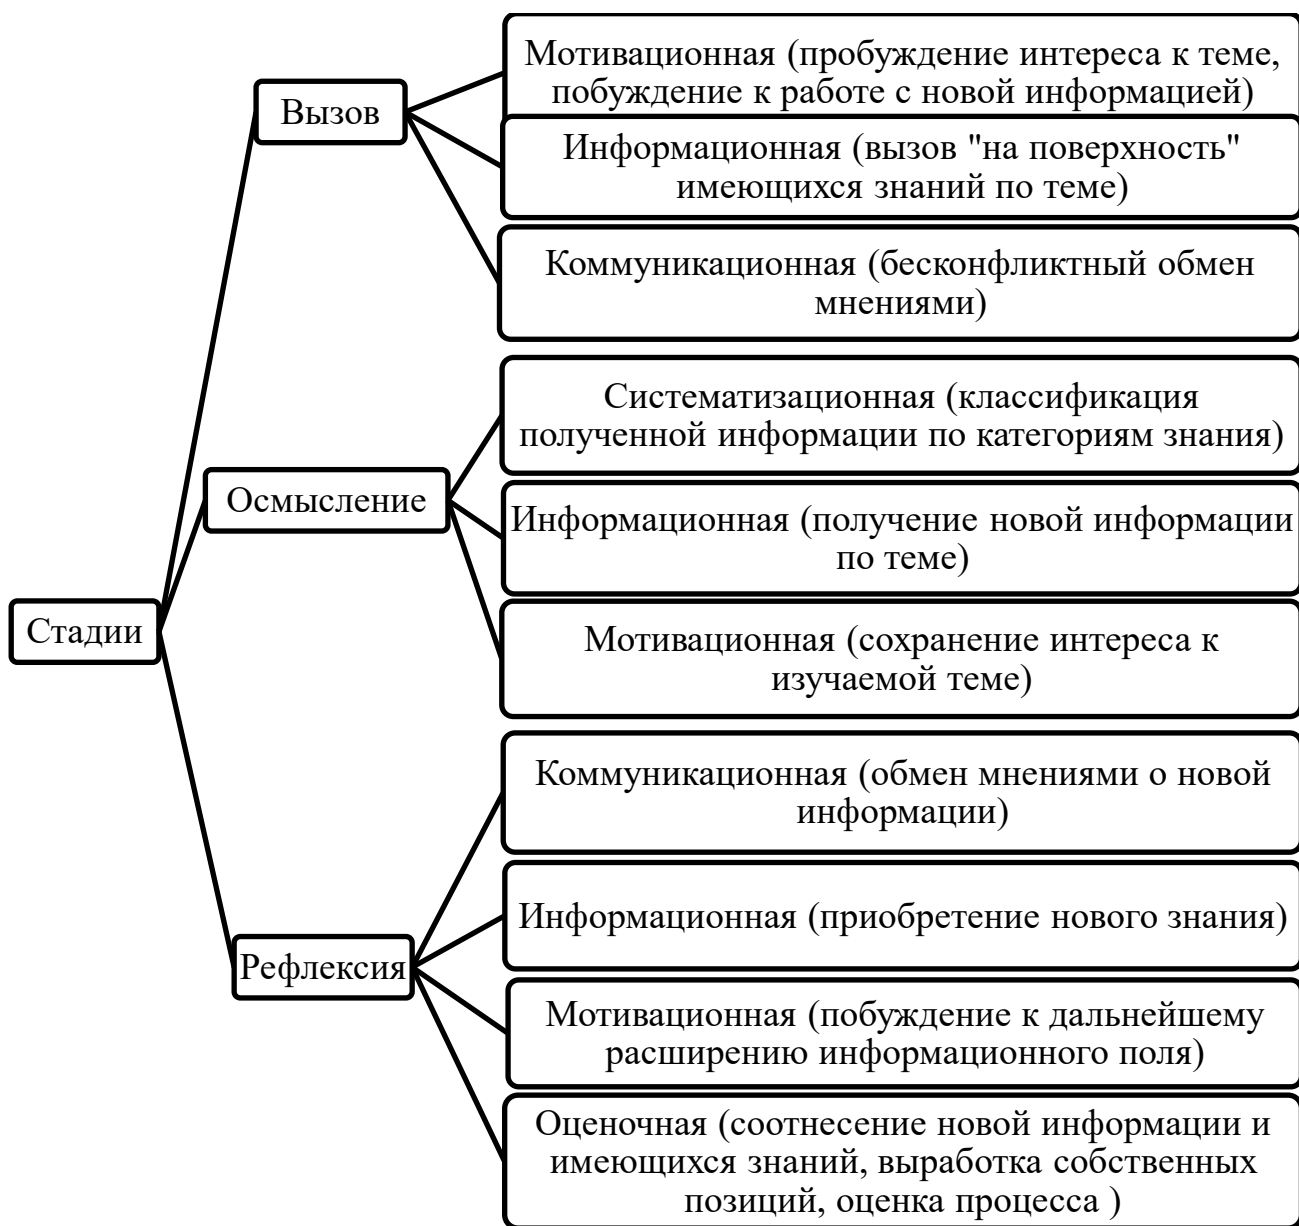 Стадии
Вызов
Мотивационная (пробуждение интереса к теме,
побуждение к работе с новой информацией)
Информационная (вызов "на поверхность"
имеющихся знаний по теме)
Коммуникационная (бесконфликтный обмен
мнениями)
Осмысление
Систематизационная (классификация
полученной информации по категориям знания)
Информационная (получение новой информации
по теме)
Мотивационная (сохранение интереса к
изучаемой теме)
Рефлексия
Коммуникационная (обмен мнениями о новой
информации)
Информационная (приобретение нового знания)
Мотивационная (побуждение к дальнейшему
расширению информационного поля)
Оценочная (соотнесение новой информации и
имеющихся знаний, выработка собственных
позиций, оценка процесса )